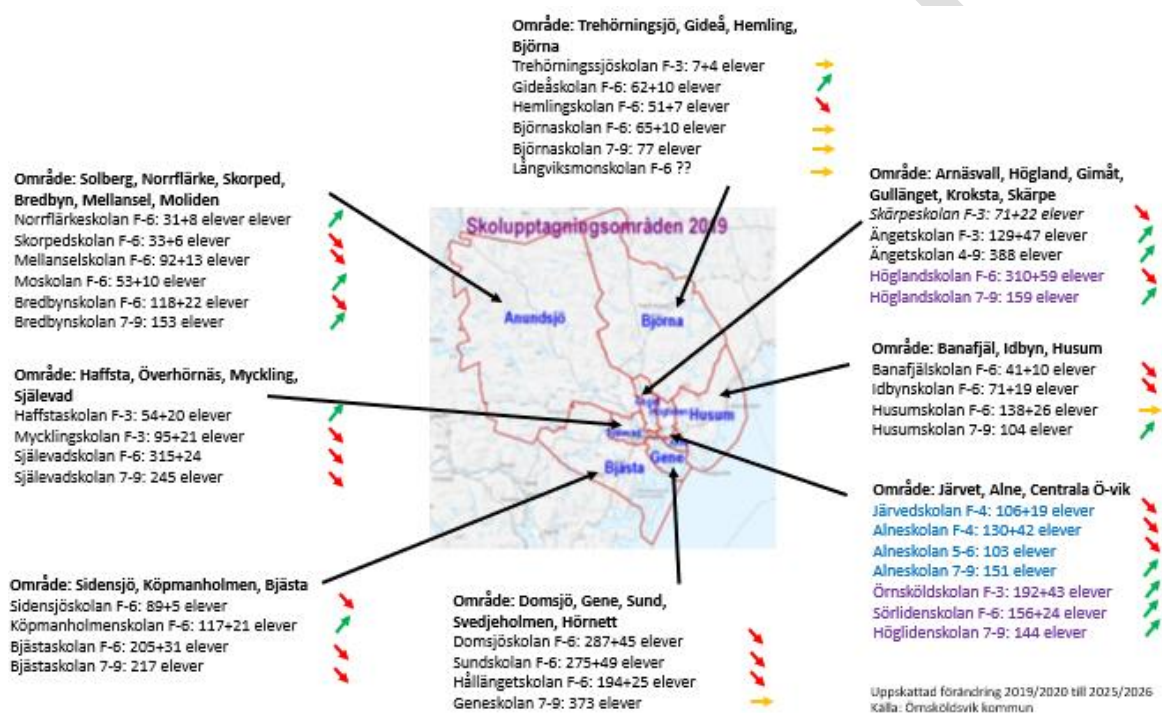 Område: Trehörningsjö, Gideå, Hemling,
Björna
Trehörningssjöskolan F-3: 7+4 elever
Gideåskolan F-6: 62+10 elever
Hemlingskolan F-6: 51+7 elever
Björnaskolan F-6: 65+10 elever
Björnaskolan 7-9: 77 elever
Långviksmonskolan F-6 ??
Område: Solberg, Norrflärke, Skorped,
Bredbyn, Mellansel, Moliden
Norrflärkeskolan F-6: 31+8 elever elever
Skorpedskolan F-6: 33+6 elever
Mellanselskolan F-6: 92+13 elever
Moskolan F-6: 53+10 elever
Bredbynskolan F-6: 118+22 elever
Bredbynskolan 7-9: 153 elever
Område: Haffsta, Överhörnäs, Myckling,
Själevad
Haffstaskolan F-3: 54+20 elever
Mycklingskolan F-3: 95+21 elever
Själevadskolan F-6: 315+24
Själevadskolan 7-9: 245 elever
Område: Sidensjö, Köpmanholmen, Bjästa
Sidensjöskolan F-6: 89+5 elever
Köpmanholmenskolan F-6: 117+21 elever
Bjästaskolan F-6: 205+31 elever
Bjästaskolan 7-9: 217 elever
Skolupptagningsområden 2019
Anundsjö
Björna
Husum
Gene
Bjästa
Område: Domsjö, Gene, Sund,
Svedjeholmen, Hörnett
Domsjöskolan F-6: 287+45 elever
Sundskolan F-6: 275+49 elever
Hållängetskolan F-6: 194+25 elever
Geneskolan 7-9: 373 elever
Område: Arnäsvall, Högland, Gimåt,
Gullänget, Kroksta, Skärpe
Skärpeskolan F-3: 71+22 elever
Ängetskolan F-3: 129+47 elever
Ängetskolan 4-9: 388 elever
Höglandskolan F-6: 310+59 elever
Höglandskolan 7-9: 159 elever
Område: Banafjäl, Idbyn, Husum
Banafjälskolan F-6: 41+10 elever
Idbynskolan F-6: 71+19 elever
Husumskolan F-6: 138+26 elever
Husumskolan 7-9: 104 elever
Område: Järvet, Alne, Centrala Ö-vik
Järvedskolan F-4: 106+19 elever
Alneskolan F-4: 130+42 elever
Alneskolan 5-6: 103 elever
Alneskolan 7-9: 151 elever
Örnsköldskolan F-3: 192+43 elever
Sörlidenskolan F-6: 156+24 elever
Höglidenskolan 7-9: 144 elever
Uppskattad förändring 2019/2020 till 2025/2026
Källa: Örnsköldsvik kommun